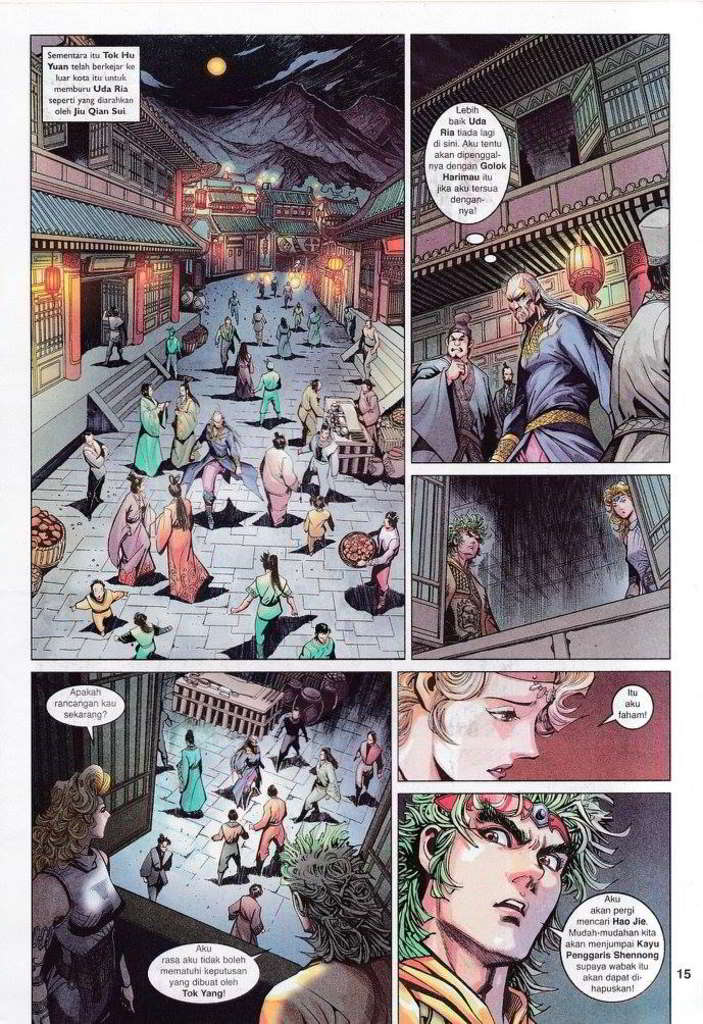 Sementara itu Tok Hu
Yuan telah berkejar ke
luar kota itu untuk
memburu Uda Ria
seperti yang diarahkan
oleh Jiu Qian Sui.
Lebih
baik Uda
Ria tiada lagi
di sini. Aku tentu
akan dipenggal-
nya dengan Golok
Harimau itu
jika aku tersua
dengan-
nya!
Apakah
rancangan kau
sekarang?
Aku
rasa aku tidak boleh
mematuhi keputusan
yang dibuat oleh
Tok Yang!
Itu
aku
faham!
Aku
akan pergi
mencari Hao Jie.
Mudah-mudahan kita
akan menjumpai Kayu
Penggaris Shennong
supaya wabak itu
akan dapat di-
hapuskan!
15